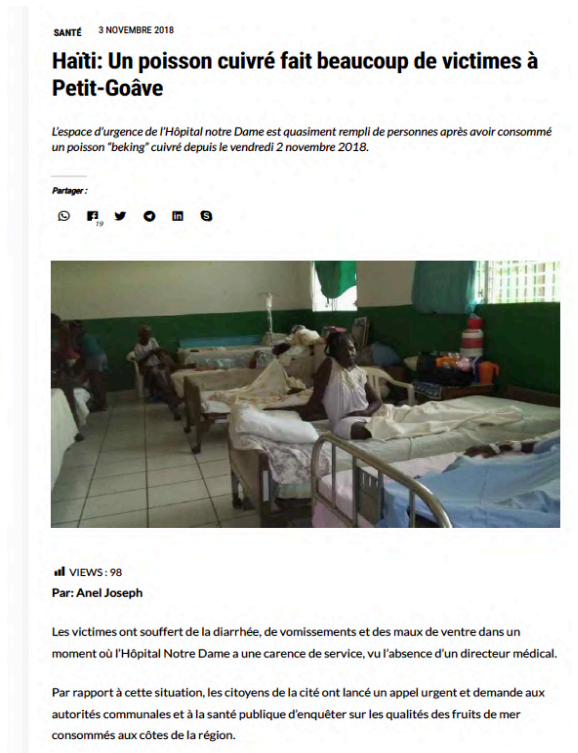 SANTÉ 3 NOVEMBRE 2018
Haïti: Un poisson cuivré fait beaucoup de victimes à
Petit-Goâve
L'espace d'urgence de l'Hôpital notre Dame est quasiment rempli de personnes après avoir consommé
un poisson "beking" cuivré depuis le vendredi 2 novembre 2018.
Partager :
19
VIEWS : 98
Par: Anel Joseph
Les victimes ont souffert de la diarrhée, de vomissements et des maux de ventre dans un
moment où l'Hôpital Notre Dame a une carence de service, vu l'absence d'un directeur médical.
Par rapport à cette situation, les citoyens de la cité ont lancé un appel urgent et demande aux
autorités communales et à la santé publique d'enquêter sur les qualités des fruits de mer
consommés aux côtes de la région.